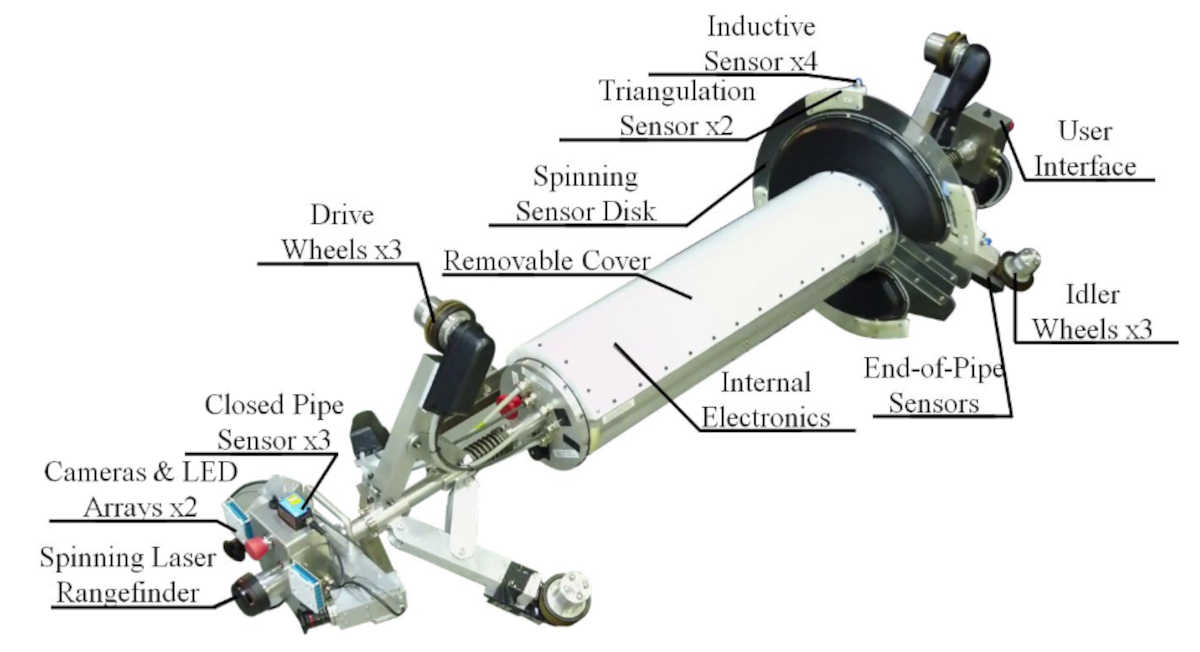 Inductive
Sensor x4
Triangulation
Sensor x2
User
Interface
Spinning
Sensor Disk
Drive
Wheels x3
Removable Cover
Idler
Wheels x3
End-of-Pipe
Sensors
Internal
Electronics
Closed Pipe
Sensor x3
Cameras & LED
Arrays x2
Spinning Laser
Rangefinder